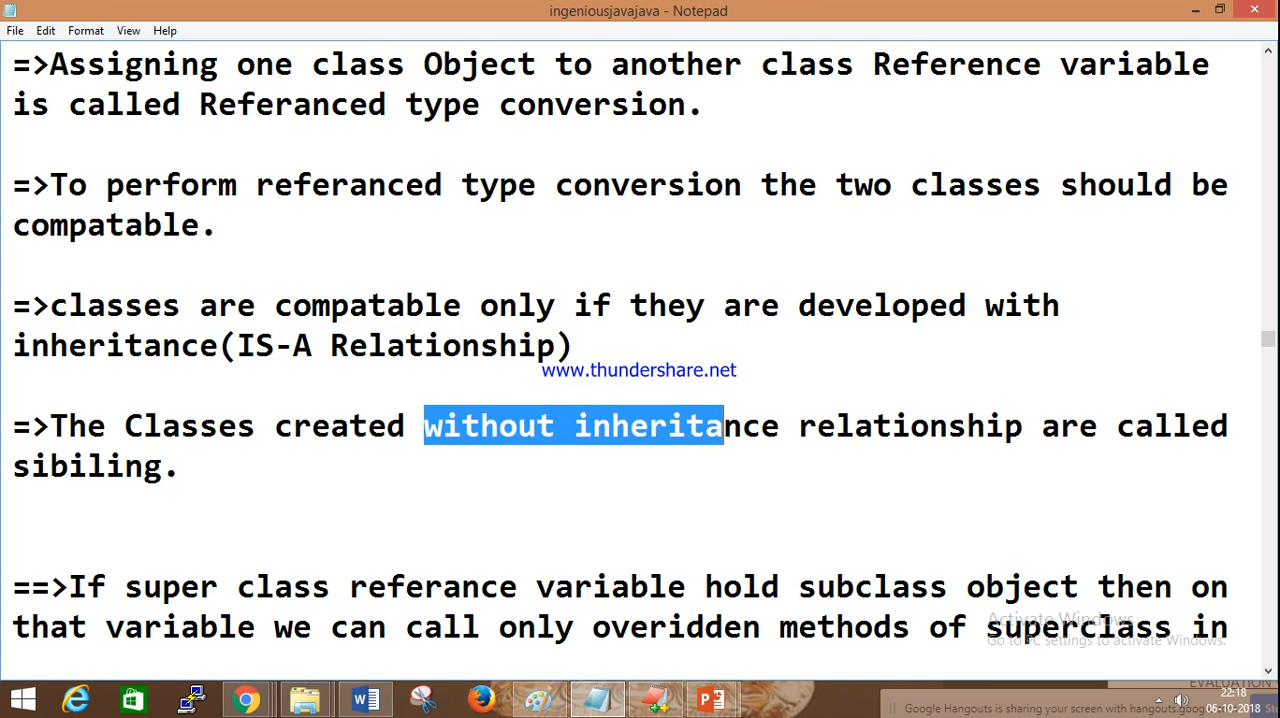 ingeniousjavajava - Notepad
File Edit Format View Help
=>Assigning one class Object to another class Reference variable
is called Referanced type conversion.
=>To perform referanced type conversion the two classes should be
compatable.
=>classes are compatable only if they are developed with
inheritance(IS-A Relationship)
www.thundershare.net
=>The Classes created without inheritance relationship are called
sibiling.
==>If super class referance variable hold subclass object then on
that variable we can call only overidden methods of superclass in
Activate Windows
Go to PC settings to activate Windows.
EVALUATION
22:18
Google Hangouts is sharing your screen with hangouts.goog
06-10-2018